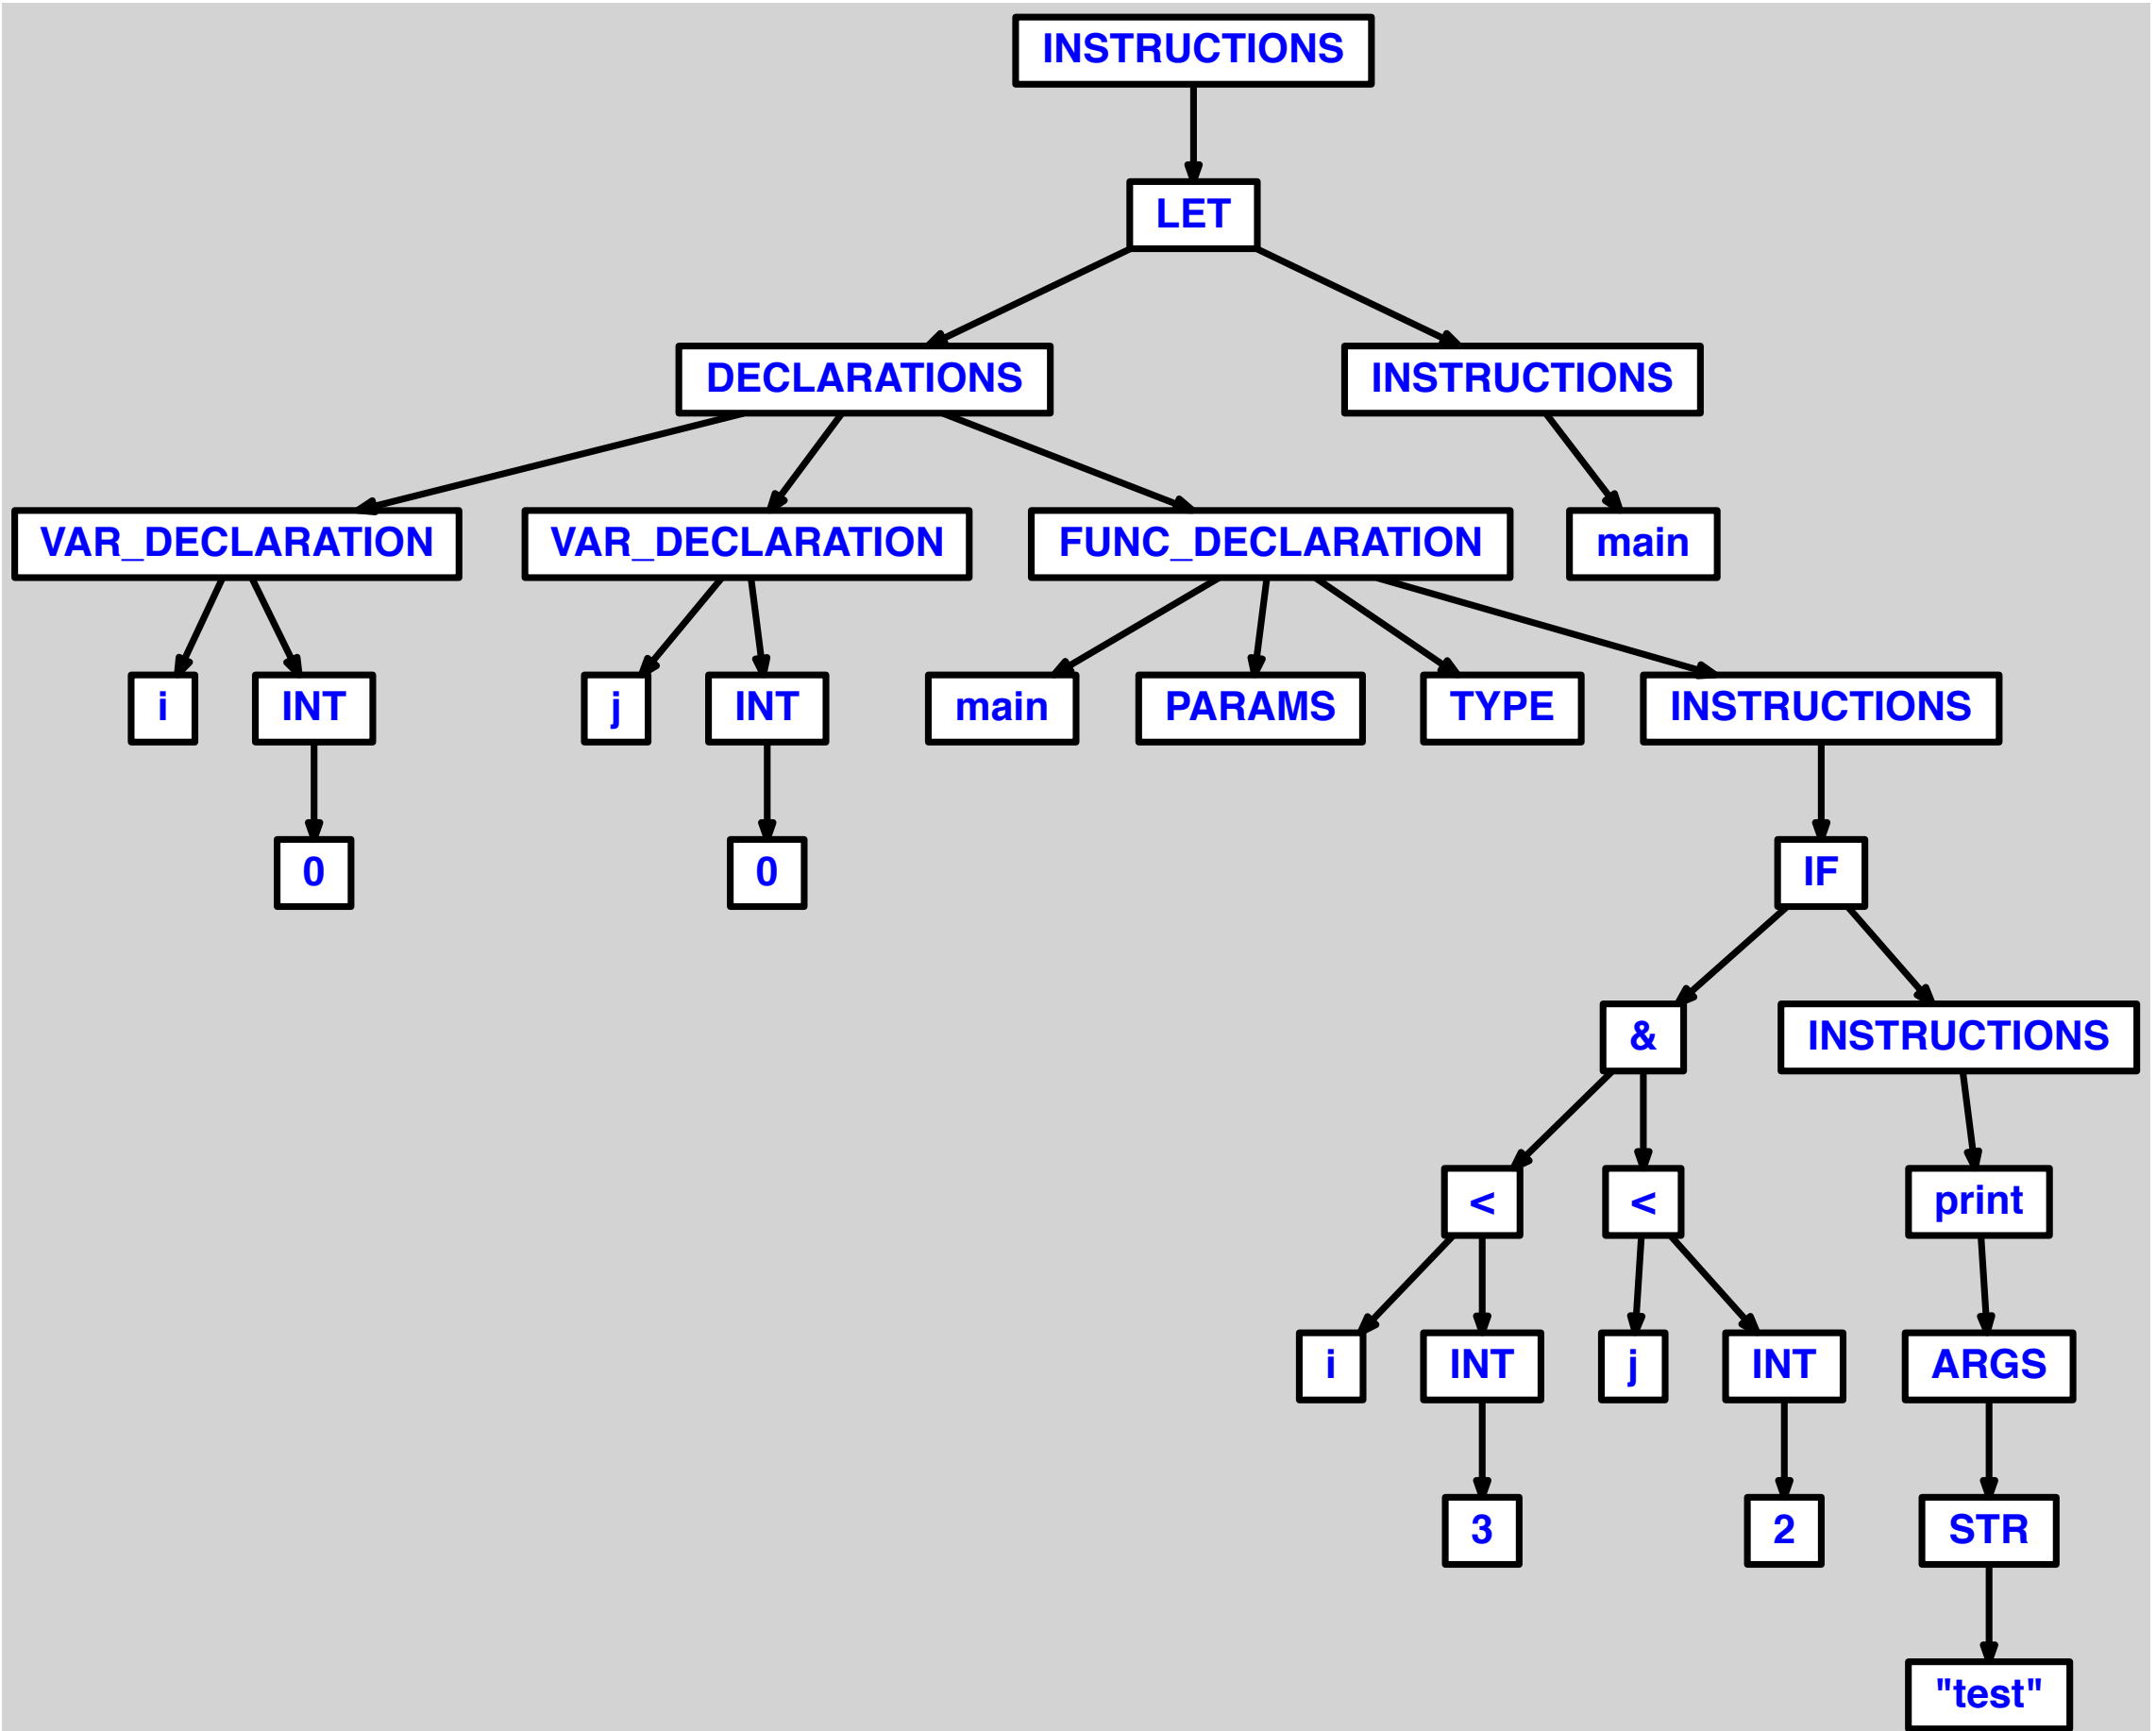 INSTRUCTIONS
LET
DECLARATIONS INSTRUCTIONS
VAR_DECLARATION VAR_DECLARATION FUNC_DECLARATION main
i INT j INT main PARAMS TYPE INSTRUCTIONS
0 0 IF
& INSTRUCTIONS
< < print
i INT j INT ARGS
3 2 STR
"test"